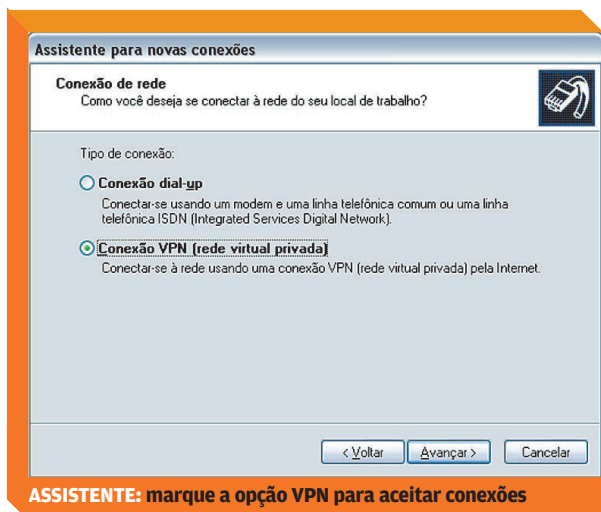 Assistente para novas conexões
Conexão de rede
Como você deseja se conectar à rede do seu local de trabalho?
Tipo de conexão:
Conexão dial-up
Conectar-se usando um modem e uma linha telefônica comum ou uma linha
telefônica ISDN (Integrated Services Digital Network).
Conexão VPN (rede virtual privada)
Conectar-se à rede usando uma conexão VPN (rede virtual privada) pela Internet.
< Voltar
Avançar >
Cancelar
ASSISTENTE: marque a opção VPN para aceitar conexões